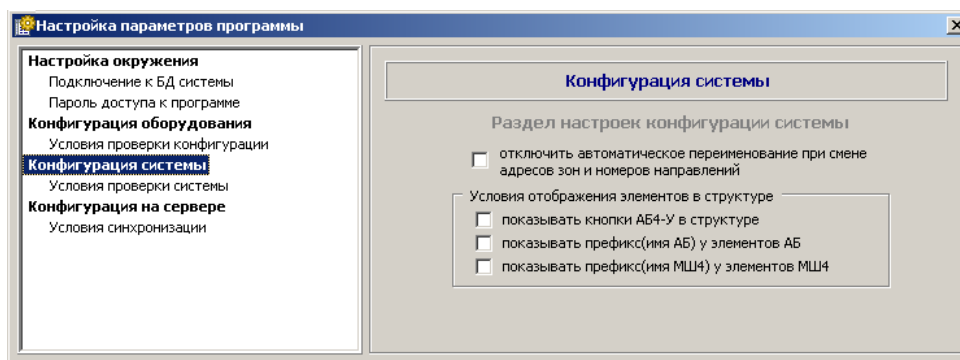 Настройка параметров программы
Настройка окружения
Подключение к БД системы
Пароль доступа к программе
Конфигурация оборудования
Условия проверки конфигурации
Конфигурация системы
Условия проверки системы
Конфигурация на сервере
Условия синхронизации
Конфигурация системы
Раздел настроек конфигурации системы
отключить автоматическое переименование при смене
адресов зон и номеров направлений
Условия отображения элементов в структуре
показывать кнопки АБ4-У в структуре
показывать префикс(имя АБ) у элементов АБ
показывать префикс(имя МШ4) у элементов МШ4